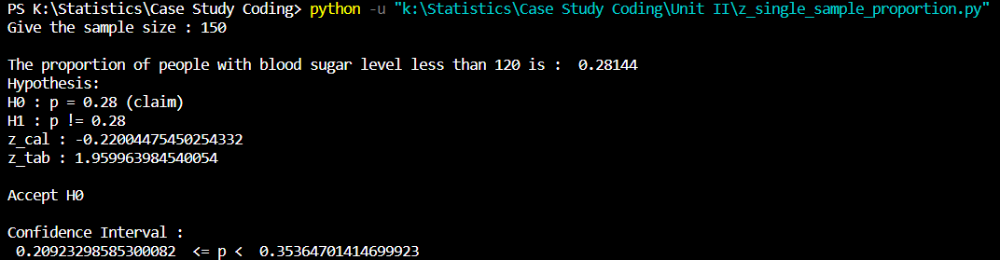 PS K:\Statistics\Case Study Coding> python -u "k:\Statistics\Case Study Coding\Unit II\z_single_sample_proportion.py"
Give the sample size : 150
The proportion of people with blood sugar level less than 120 is :  0.28144
Hypothesis:
H0 : p = 0.28 (claim)
H1 : p != 0.28
z_cal : -0.22004475450254332
z_tab : 1.959963984540054
Accept H0
Confidence Interval :
0.20923298585300082  <= p <  0.35364701414699923